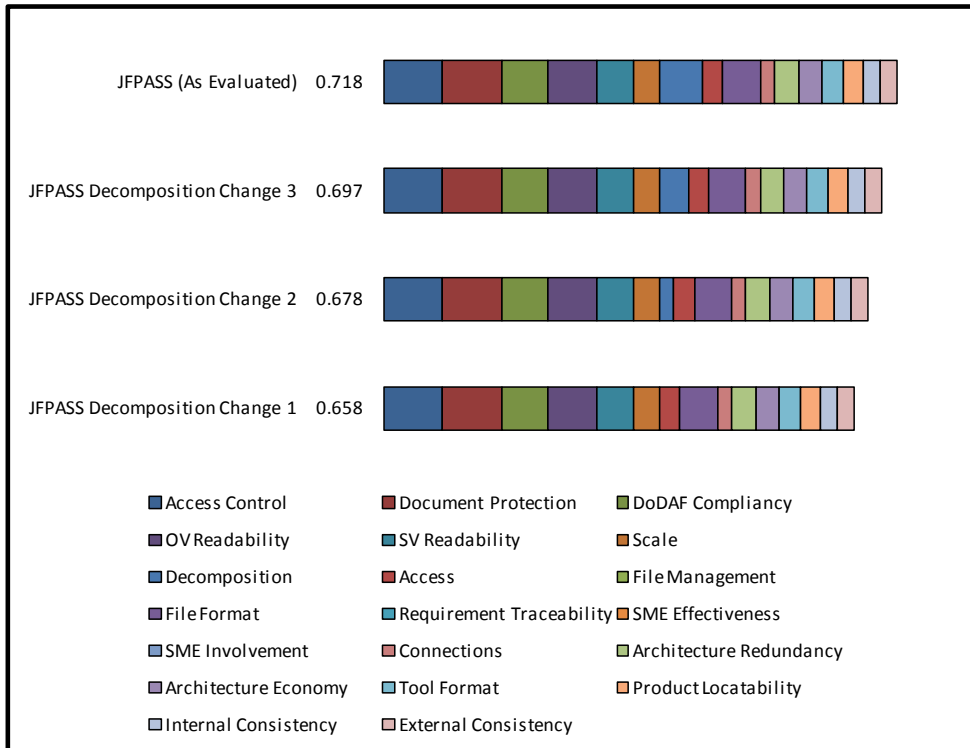 JFPASS (As Evaluated) 0.718
JFPASS Decomposition Change 3 0.697
JFPASS Decomposition Change 2 0.678
JFPASS Decomposition Change 1 0.658
Access Control Document Protection DoDAF Compliancy
OV Readability SV Readability Scale
Decomposition Access File Management
File Format Requirement Traceability SME Effectiveness
SME Involvement Connections Architecture Redundancy
Architecture Economy Tool Format Product Locatability
Internal Consistency External Consistency